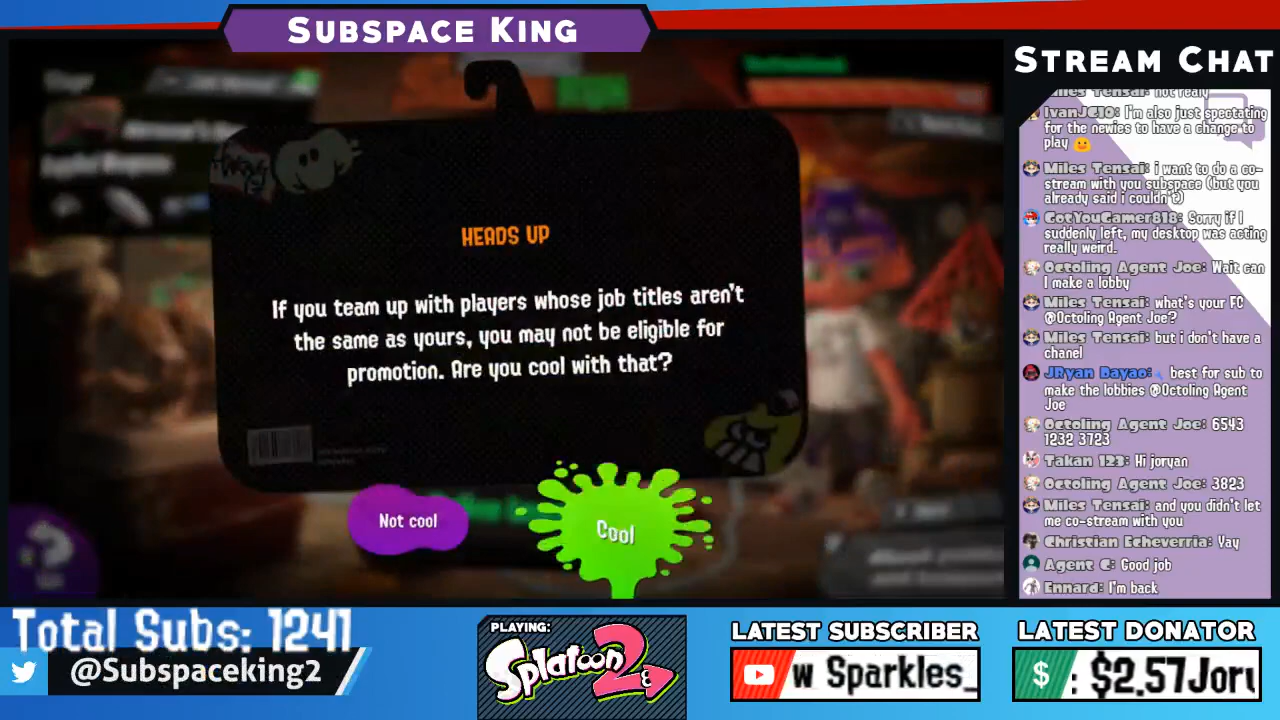 SUBSPACE KING
STREAM CHAT
Miles Tensai: not realy
IvanJC10: I'm also just spectating
for the newies to have a change to
play
Miles Tensai: i want to do a co-
stream with you subspace (but you
already said i couldn't)
GotYouGamer818: Sorry if I
suddenly left, my desktop was acting
really weird.
Octoling Agent Joe: Wait can
I make a lobby
Miles Tensai: what's your FC
@Octoling Agent Joe?
Miles Tensai: but i don't have a
chanel
JRyan Bayao: best for sub to
make the lobbies @Octoling Agent
Joe
Octoling Agent Joe: 6543
1232 3723
Takan 123: Hi joryan
Octoling Agent Joe: 3823
Miles Tensai: and you didn't let
me co-stream with you
Christian Echeverria: Yay
Agent C: Good job
Ennard: I'm back
HEADS UP
If you team up with players whose job titles aren't
the same as yours, you may not be eligible for
promotion. Are you cool with that?
Not cool
Cool
Total Subs: 1241
@Subspaceking2
PLAYING:
Splatoon 2
LATEST SUBSCRIBER
w Sparkles_
LATEST DONATOR
$ : $2.57Joru